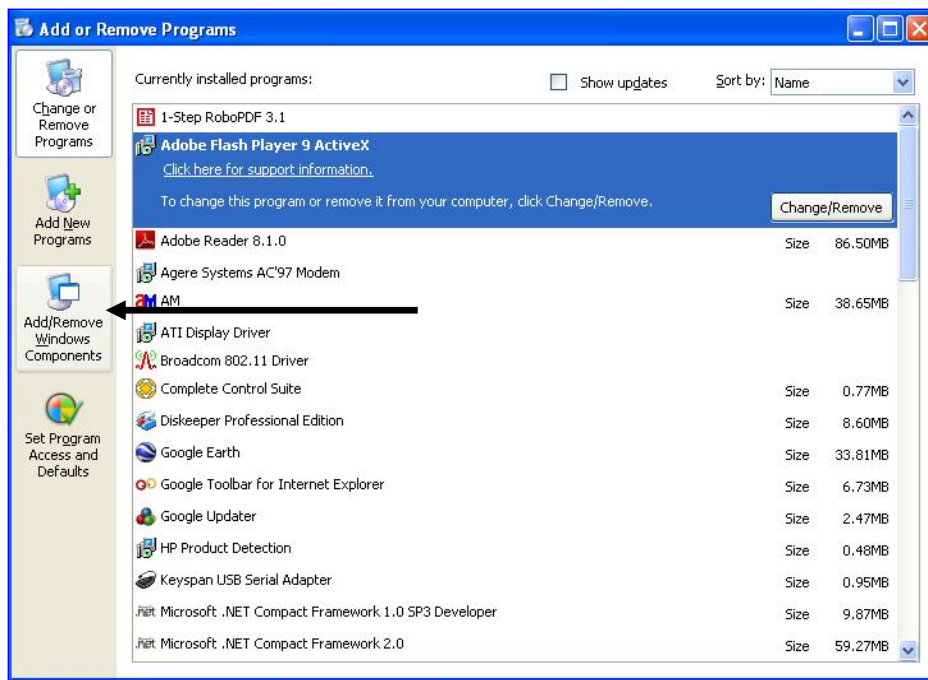 Add or Remove Programs
Change or
Remove
Programs
Add New
Programs
Add/Remove
Windows
Components
Set Program
Access and
Defaults
Currently installed programs: Show updates Sort by: Name
1-Step RoboPDF 3.1
Adobe Flash Player 9 ActiveX
Click here for support information.
To change this program or remove it from your computer, click Change/Remove. Change/Remove
Adobe Reader 8.1.0 Size 86.50MB
Agere Systems AC'97 Modem
AM Size 38.65MB
ATI Display Driver
Broadcom 802.11 Driver
Complete Control Suite Size 0.77MB
Diskeeper Professional Edition Size 8.60MB
Google Earth Size 33.81MB
Google Toolbar for Internet Explorer Size 6.73MB
Google Updater Size 2.47MB
HP Product Detection Size 0.48MB
Keyspan USB Serial Adapter Size 0.95MB
.net Microsoft .NET Compact Framework 1.0 SP3 Developer Size 9.87MB
.net Microsoft .NET Compact Framework 2.0 Size 59.27MB